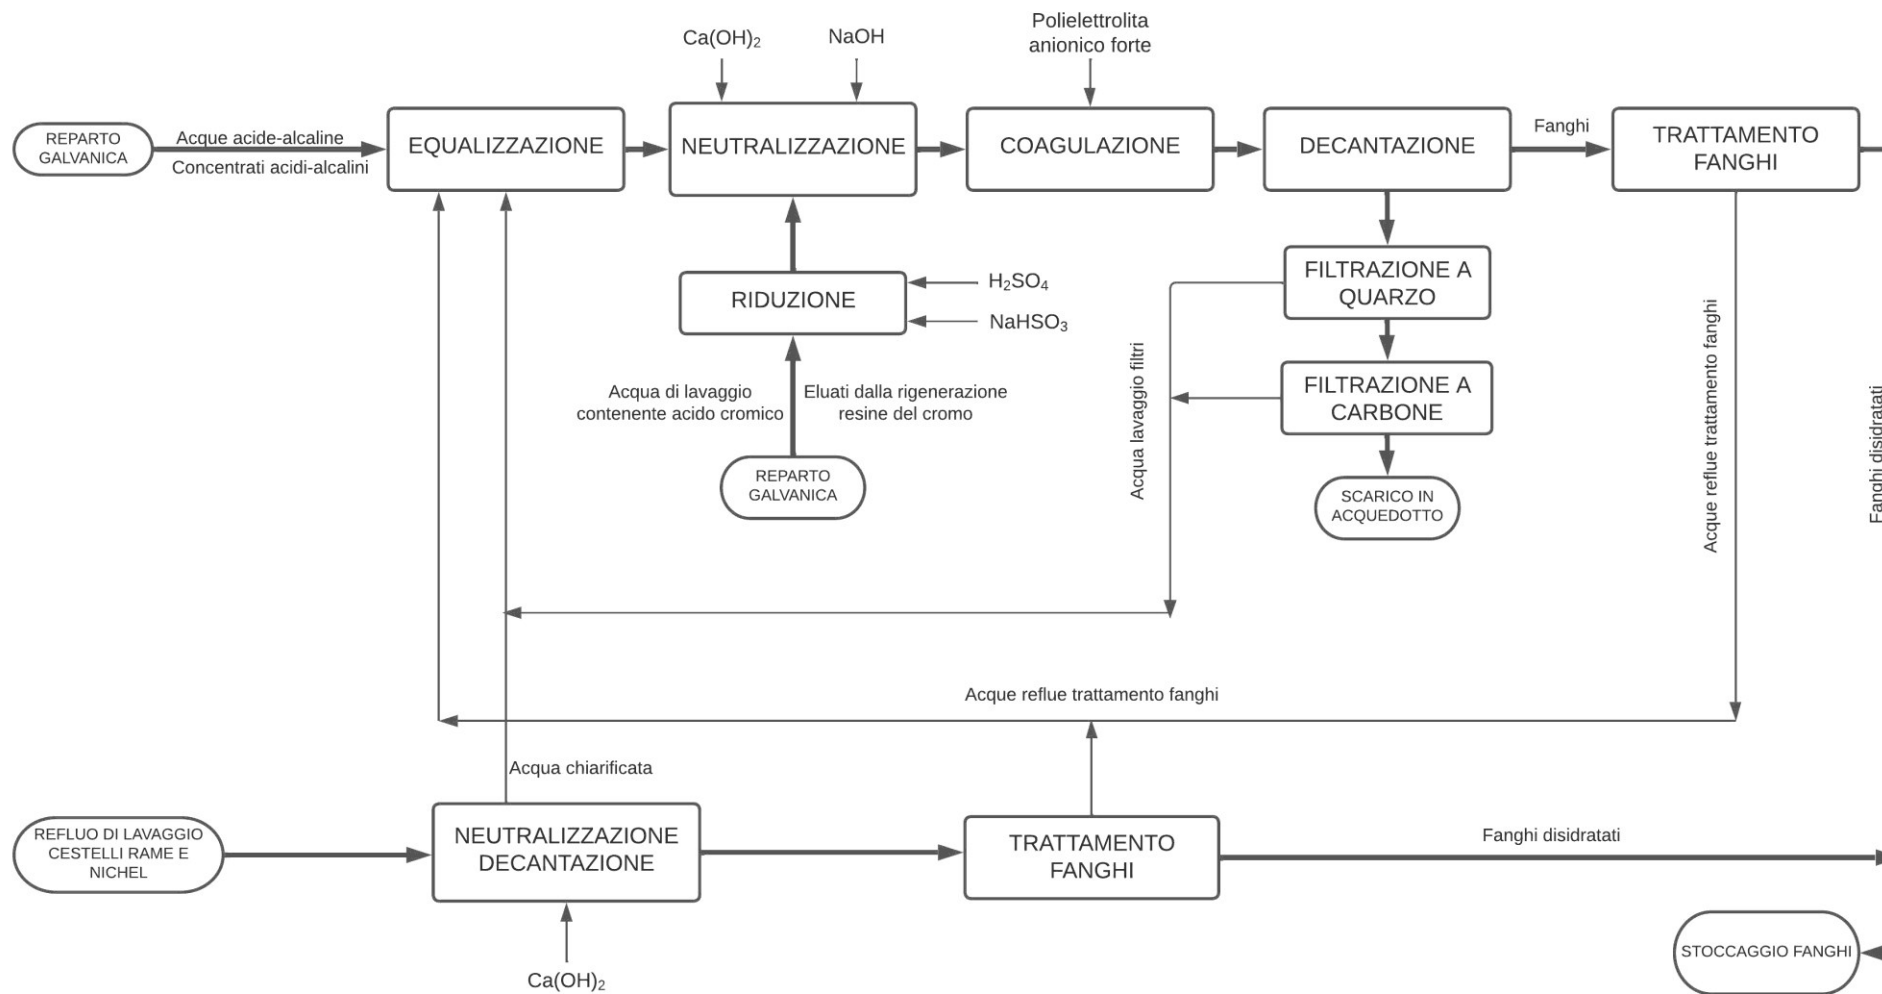 Polielettrolita
anionico forte
Ca(OH)₂
NaOH
REPARTO
GALVANICA
Acque acide-alcaline
Concentrati acidi-alcalini
EQUALIZZAZIONE
NEUTRALIZZAZIONE
COAGULAZIONE
DECANTAZIONE
Fanghi
TRATTAMENTO
FANGHI
RIDUZIONE
H₂SO₄
NaHSO₃
FILTRAZIONE A
QUARZO
Acqua di lavaggio
contenente acido cromico
Eluati dalla rigenerazione
resine del cromo
Acqua lavaggio filtri
FILTRAZIONE A
CARBONE
Acque reflue trattamento fanghi
Fanghi disidratati
REPARTO
GALVANICA
SCARICO IN
ACQUEDOTTO
Acque reflue trattamento fanghi
Acqua chiarificata
REFLUO DI LAVAGGIO
CESTELLI RAME E
NICHEL
NEUTRALIZZAZIONE
DECANTAZIONE
TRATTAMENTO
FANGHI
Fanghi disidratati
Ca(OH)₂
STOCCAGGIO FANGHI